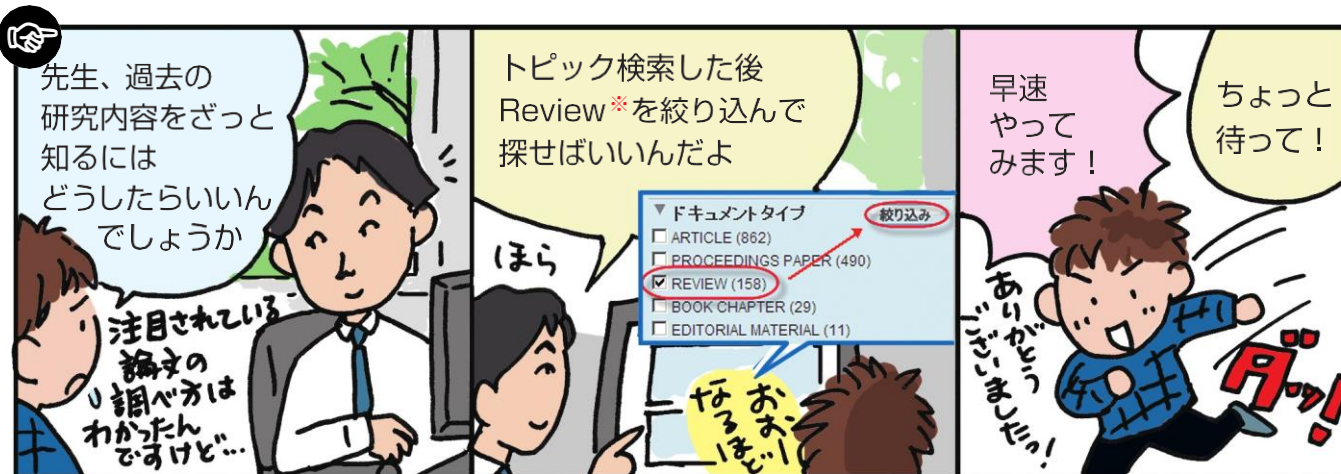 先生、過去の
研究内容をざっと
知るには
どうしたらいいん
でしょうか
注目されている
論文の
調べ方は
わかったん
ですけど…
トピック検索した後
Review※を絞り込んで
探せばいいんだよ
ほら
▼ ドキュメントタイプ 絞り込み
ARTICLE (862)
PROCEEDINGS PAPER (490)
REVIEW (158)
BOOK CHAPTER (29)
EDITORIAL MATERIAL (11)
おおー
なるほど
早速
やって
みます！
ちょっと
待って！
ありがとう
ございましたっ！
ダッ！